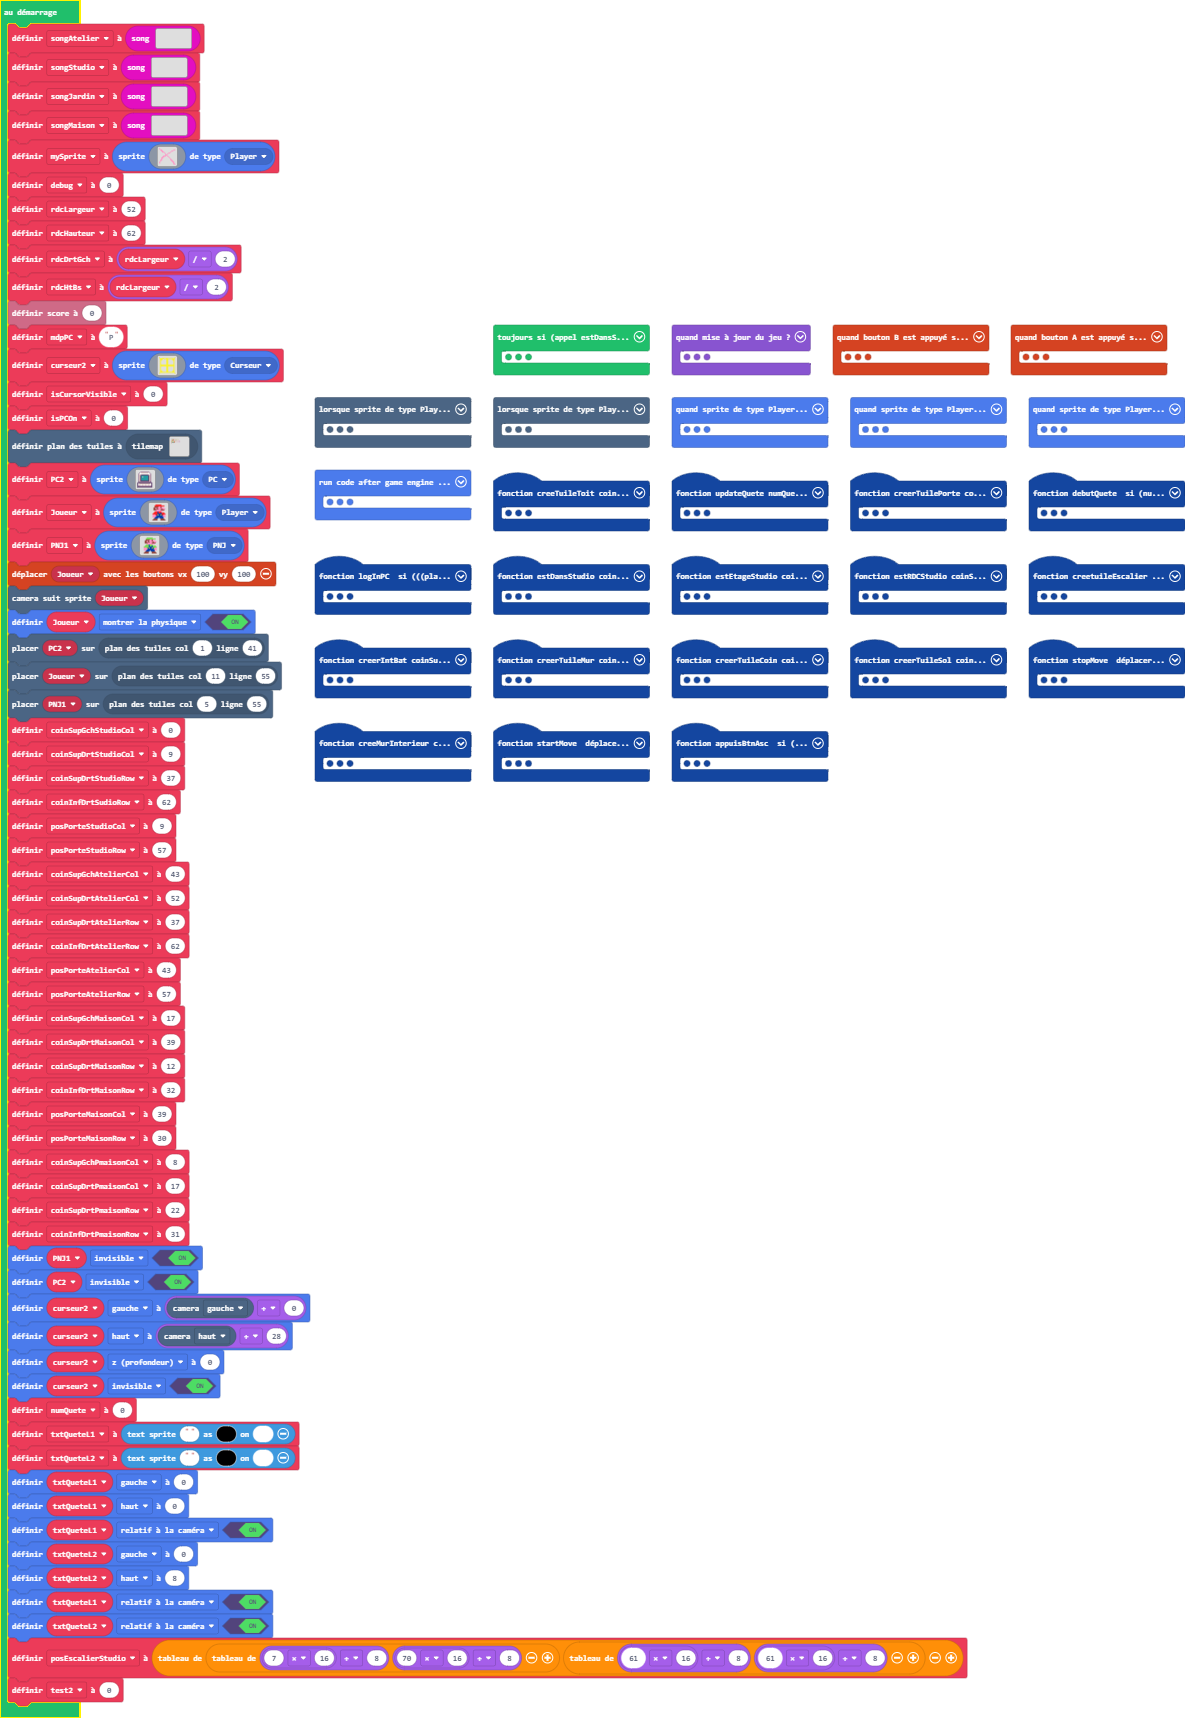 au démarrage
définir songAtelier à song
définir songStudio à song
définir songJardin à song
définir songMaison à song
définir mySprite à sprite de type Player
définir debug à 0
définir rdcLargeur à 52
définir rdcHauteur à 62
définir rdcDrtGch à rdcLargeur / 2
définir rdcHtBs à rdcLargeur / 2
définir score à 0
définir mdpPC à "P"
définir curseur2 à sprite de type Curseur
définir isCursorVisible à 0
définir isPCOn à 0
définir plan des tuiles à tilemap
définir PC2 à sprite de type PC
définir Joueur à sprite de type Player
définir PNJ1 à sprite de type PNJ
déplacer Joueur avec les boutons vx 100 vy 100
camera suit sprite Joueur
définir Joueur montrer la physique ON
placer PC2 sur plan des tuiles col 1 ligne 41
placer Joueur sur plan des tuiles col 11 ligne 55
placer PNJ1 sur plan des tuiles col 5 ligne 55
définir coinSupGchStudioCol à 0
définir coinSupDrtStudioCol à 9
définir coinSupDrtStudioRow à 37
définir coinInfDrtSudioRow à 62
définir posPorteStudioCol à 9
définir posPorteStudioRow à 57
définir coinSupGchAtelierCol à 43
définir coinSupDrtAtelierCol à 52
définir coinSupDrtAtelierRow à 37
définir coinInfDrtAtelierRow à 62
définir posPorteAtelierCol à 43
définir posPorteAtelierRow à 57
définir coinSupGchMaisonCol à 17
définir coinSupDrtMaisonCol à 39
définir coinSupDrtMaisonRow à 12
définir coinInfDrtMaisonRow à 32
définir posPorteMaisonCol à 39
définir posPorteMaisonRow à 30
définir coinSupGchPmaisonCol à 8
définir coinSupDrtPmaisonCol à 17
définir coinSupDrtPmaisonRow à 22
définir coinInfDrtPmaisonRow à 31
définir PNJ1 invisible ON
définir PC2 invisible ON
définir curseur2 gauche à camera gauche + 0
définir curseur2 haut à camera haut + 28
définir curseur2 z (profondeur) à 0
définir curseur2 invisible ON
définir numQuete à 0
définir txtQueteL1 à text sprite " " as on
définir txtQueteL2 à text sprite " " as on
définir txtQueteL1 gauche à 0
définir txtQueteL1 haut à 0
définir txtQueteL1 relatif à la caméra ON
définir txtQueteL2 gauche à 0
définir txtQueteL2 haut à 8
définir txtQueteL1 relatif à la caméra ON
définir txtQueteL2 relatif à la caméra ON
définir posEscalierStudio à tableau de tableau de 7 × 16 + 8 70 × 16 + 8 tableau de 61 × 16 + 8 61 × 16 + 8
définir test2 à 0
toujours si (appel estDansS...
quand mise à jour du jeu ?
quand bouton B est appuyé s...
quand bouton A est appuyé s...
lorsque sprite de type Play...
lorsque sprite de type Play...
quand sprite de type Player...
quand sprite de type Player...
quand sprite de type Player...
run code after game engine ...
fonction creeTuileToit coin...
fonction updateQuete numQue...
fonction creerTuilePorte co...
fonction debutQuete si (nu...
fonction logInPC si (((pla...
fonction estDansStudio coin...
fonction estEtageStudio coi...
fonction estRDCStudio coinS...
fonction creetuileEscalier ...
fonction creerIntBat coinSu...
fonction creerTuileMur coin...
fonction creerTuileCoin coi...
fonction creerTuileSol coin...
fonction stopMove déplacer...
fonction creeMurInterieur c...
fonction startMove déplace...
fonction appuisBtnAsc si (...